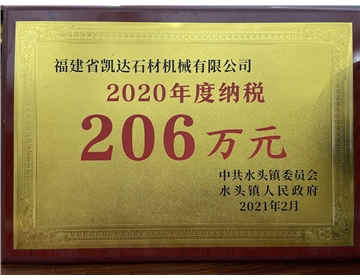 福建省凯达石材机械有限公司
2020年度纳税
206万元
中共水头镇委员会
水头镇人民政府
2021年2月